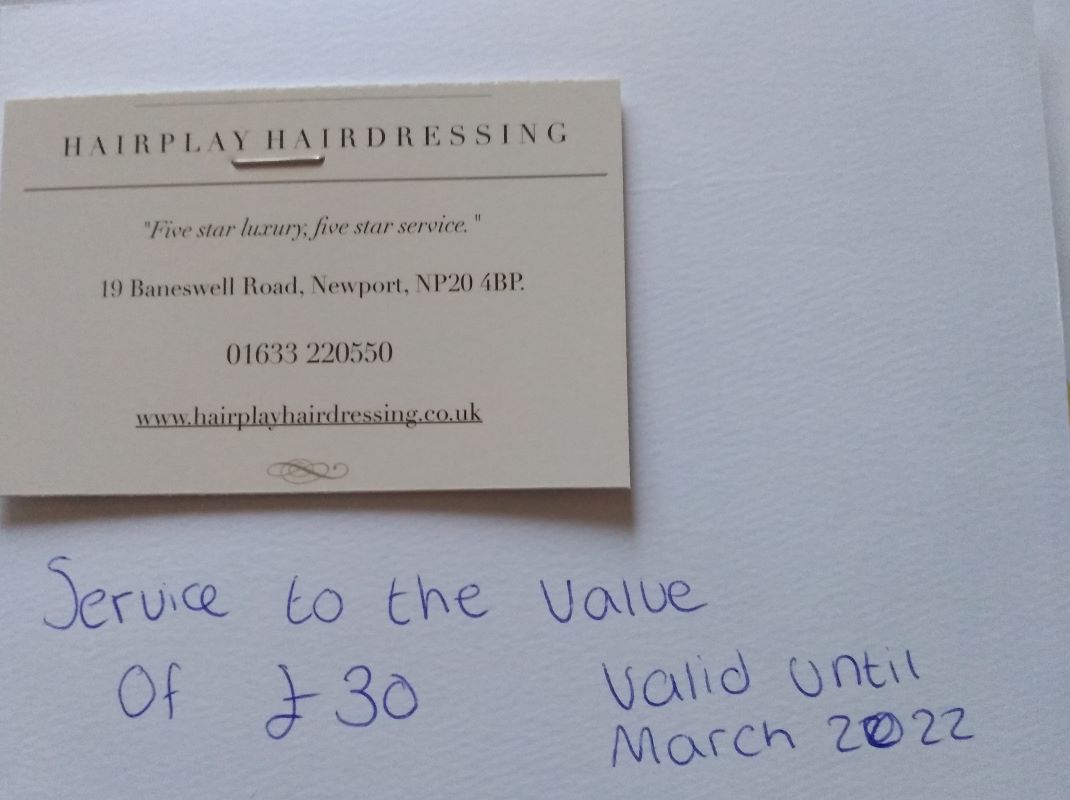 HAIRPLAY HAIRDRESSING
"Five star luxury, five star service."
19 Baneswell Road, Newport, NP20 4BP.
01633 220550
www.hairplayhairdressing.co.uk
Service to the value
Of £30
Valid until
March 2022